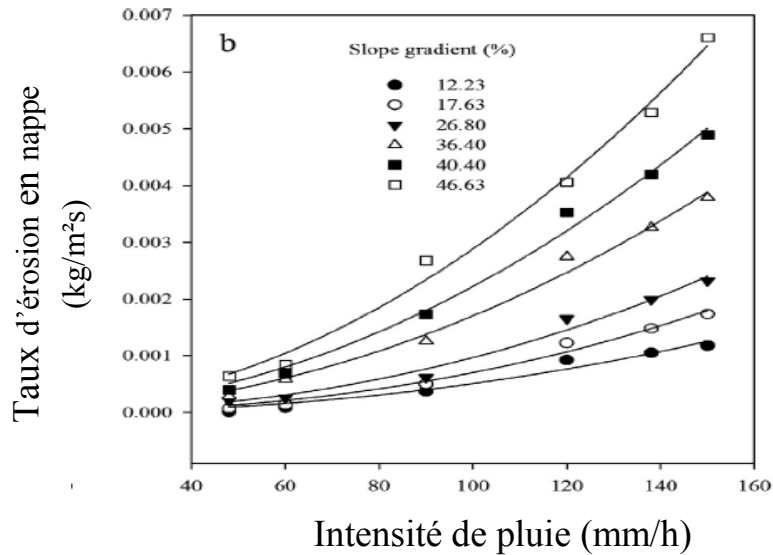 Taux d’érosion en nappe
(kg/m²s)
0.007
0.006
0.005
0.004
0.003
0.002
0.001
0.000
b
Slope gradient (%)
12.23
17.63
26.80
36.40
40.40
46.63
40 60 80 100 120 140 160
Intensité de pluie (mm/h)